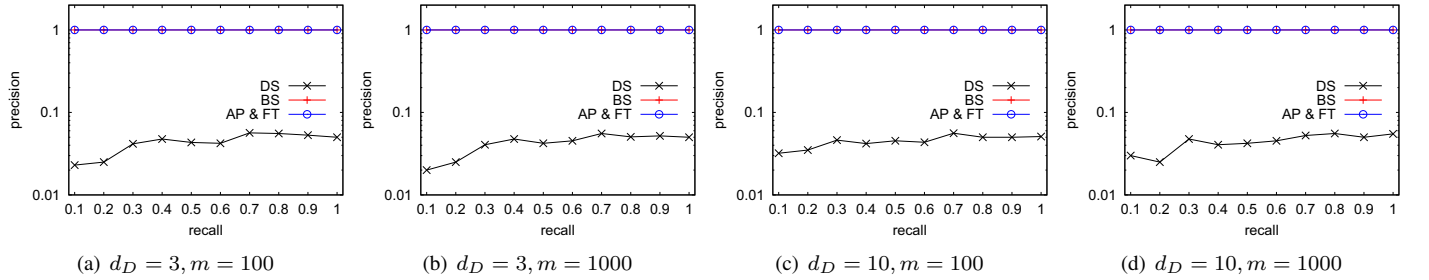 precision
1
0.1
0.01
DS
BS
AP & FT
0.1 0.2 0.3 0.4 0.5 0.6 0.7 0.8 0.9 1
recall
(a) d_D = 3, m = 100
precision
1
0.1
0.01
DS
BS
AP & FT
0.1 0.2 0.3 0.4 0.5 0.6 0.7 0.8 0.9 1
recall
(b) d_D = 3, m = 1000
precision
1
0.1
0.01
DS
BS
AP & FT
0.1 0.2 0.3 0.4 0.5 0.6 0.7 0.8 0.9 1
recall
(c) d_D = 10, m = 100
precision
1
0.1
0.01
DS
BS
AP & FT
0.1 0.2 0.3 0.4 0.5 0.6 0.7 0.8 0.9 1
recall
(d) d_D = 10, m = 1000